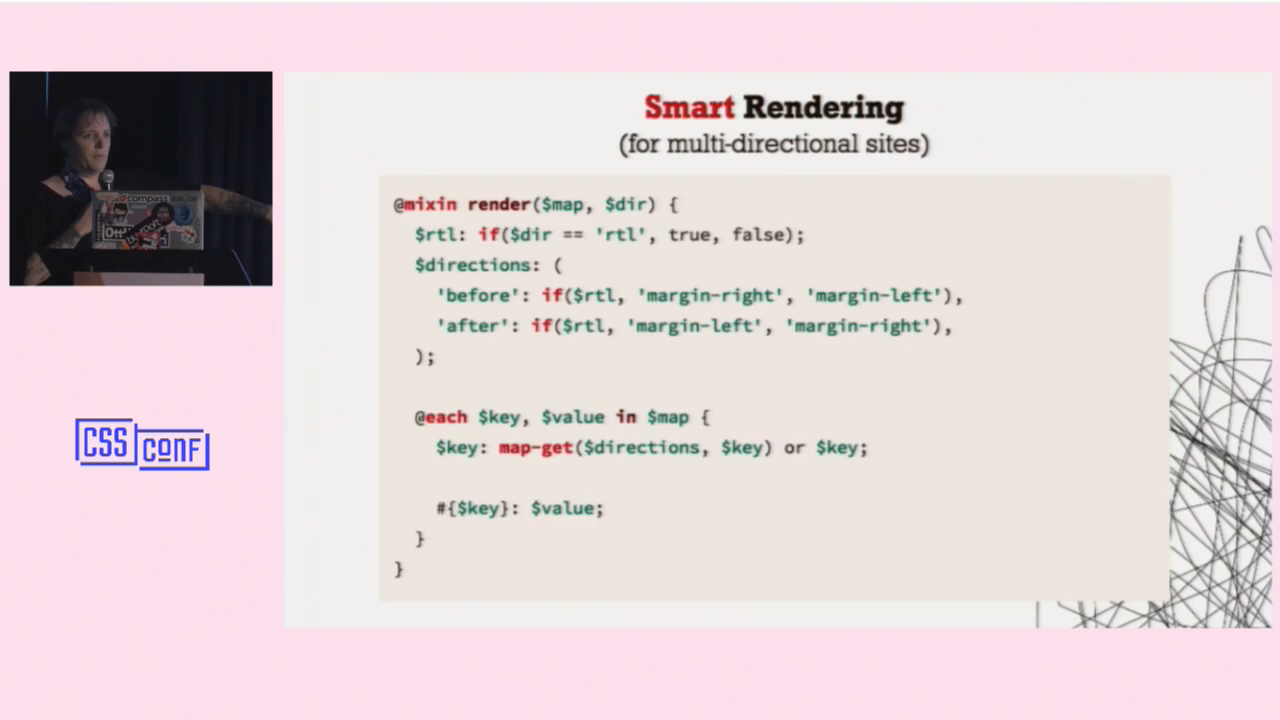 Smart Rendering
(for multi-directional sites)
@mixin render($map, $dir) {
  $rtl: if($dir == 'rtl', true, false);
  $directions: (
    'before': if($rtl, 'margin-right', 'margin-left'),
    'after': if($rtl, 'margin-left', 'margin-right'),
  );
  @each $key, $value in $map {
    $key: map-get($directions, $key) or $key;
    #{$key}: $value;
  }
}
compass
CSS
CONF